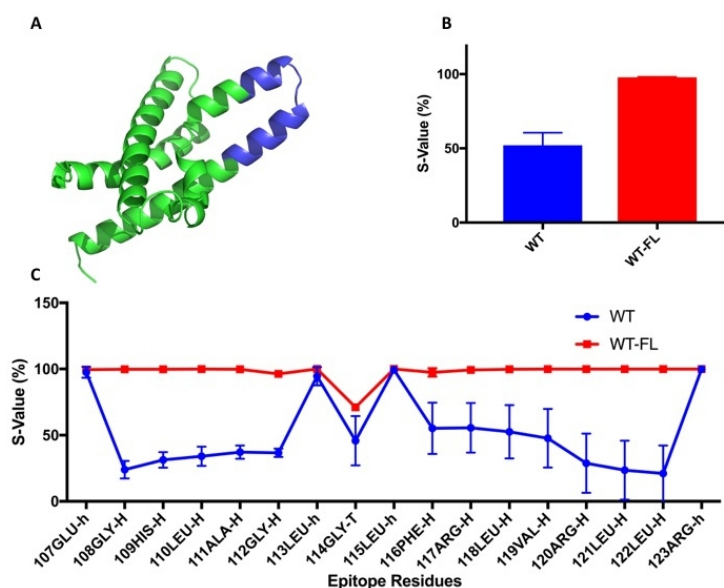 A
B
S-Value (%)
100
50
0
WT
WT-FL
C
S-Value (%)
150
100
50
0
WT
WT-FL
107GLU-h
108GLY-H
109HIS-H
110LEU-H
111ALA-H
112GLY-H
113LEU-h
114GLY-T
115LEU-h
116PHE-H
117ARG-H
118LEU-H
119VAL-H
120ARG-H
121LEU-H
122LEU-H
123ARG-h
Epitope Residues